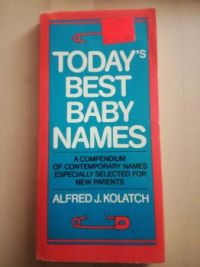 TODAY'S
BEST
BABY
NAMES
A COMPENDIUM
OF CONTEMPORARY NAMES
ESPECIALLY SELECTED FOR
NEW PARENTS
ALFRED J. KOLATCH